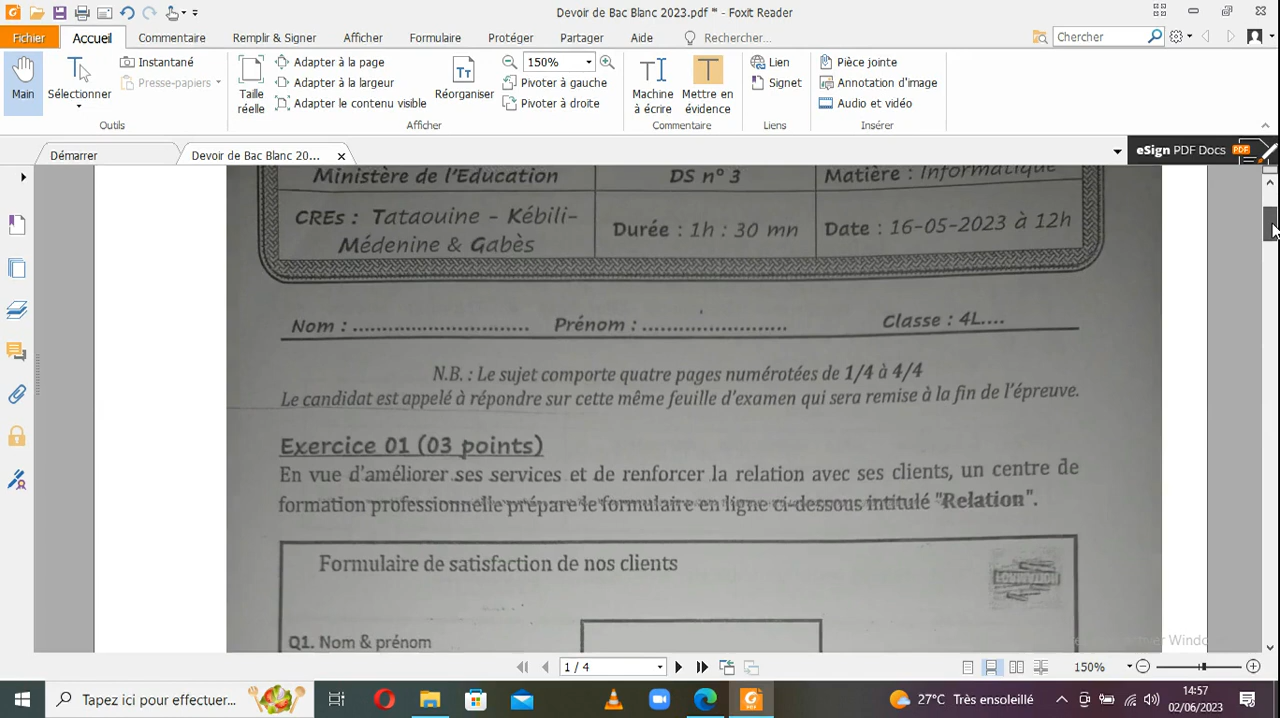 Devoir de Bac Blanc 2023.pdf * - Foxit Reader
Fichier Accueil Commentaire Remplir & Signer Afficher Formulaire Protéger Partager Aide Rechercher... Chercher
Main
Sélectionner
Instantané
Presse-papiers
Outils
Taille réelle
Adapter à la page
Adapter à la largeur
Adapter le contenu visible
Réorganiser
150%
Pivoter à gauche
Pivoter à droite
Afficher
Machine à écrire
Mettre en évidence
Commentaire
Lien
Signet
Liens
Pièce jointe
Annotation d'image
Audio et vidéo
Insérer
Démarrer
Devoir de Bac Blanc 20...
eSign PDF Docs
PDF
Ministère de l'Education
DS n° 3
Matière : Informatique
CREs : Tataouine - Kébili-
Médenine & Gabès
Durée : 1h : 30 mn
Date : 16-05-2023 à 12h
Nom : ............................ Prénom : ....................... Classe : 4L....
N.B. : Le sujet comporte quatre pages numérotées de 1/4 à 4/4
Le candidat est appelé à répondre sur cette même feuille d'examen qui sera remise à la fin de l'épreuve.
Exercice 01 (03 points)
En vue d'améliorer ses services et de renforcer la relation avec ses clients, un centre de
formation professionnelle prépare le formulaire en ligne ci-dessous intitulé "Relation".
Formulaire de satisfaction de nos clients
Q1. Nom & prénom
1 / 4
150%
Tapez ici pour effectuer...
27°C Très ensoleillé
14:57
02/06/2023